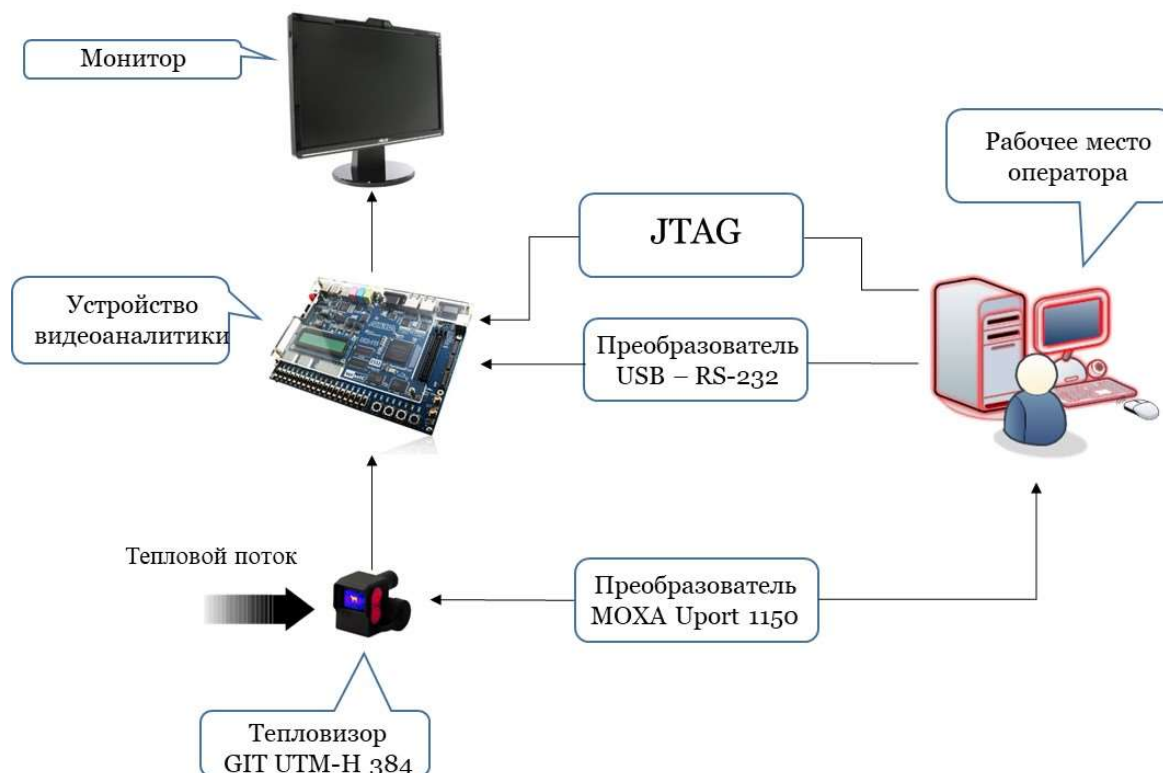 Монитор
Рабочее место
оператора
JTAG
Устройство
видеоаналитики
Преобразователь
USB – RS-232
Тепловой поток
Преобразователь
MOXA Uport 1150
Тепловизор
GIT UTM-H 384